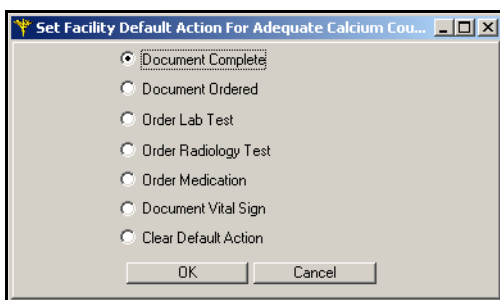 Set Facility Default Action For Adequate Calcium Cou...
Document Complete
Document Ordered
Order Lab Test
Order Radiology Test
Order Medication
Document Vital Sign
Clear Default Action
OK Cancel